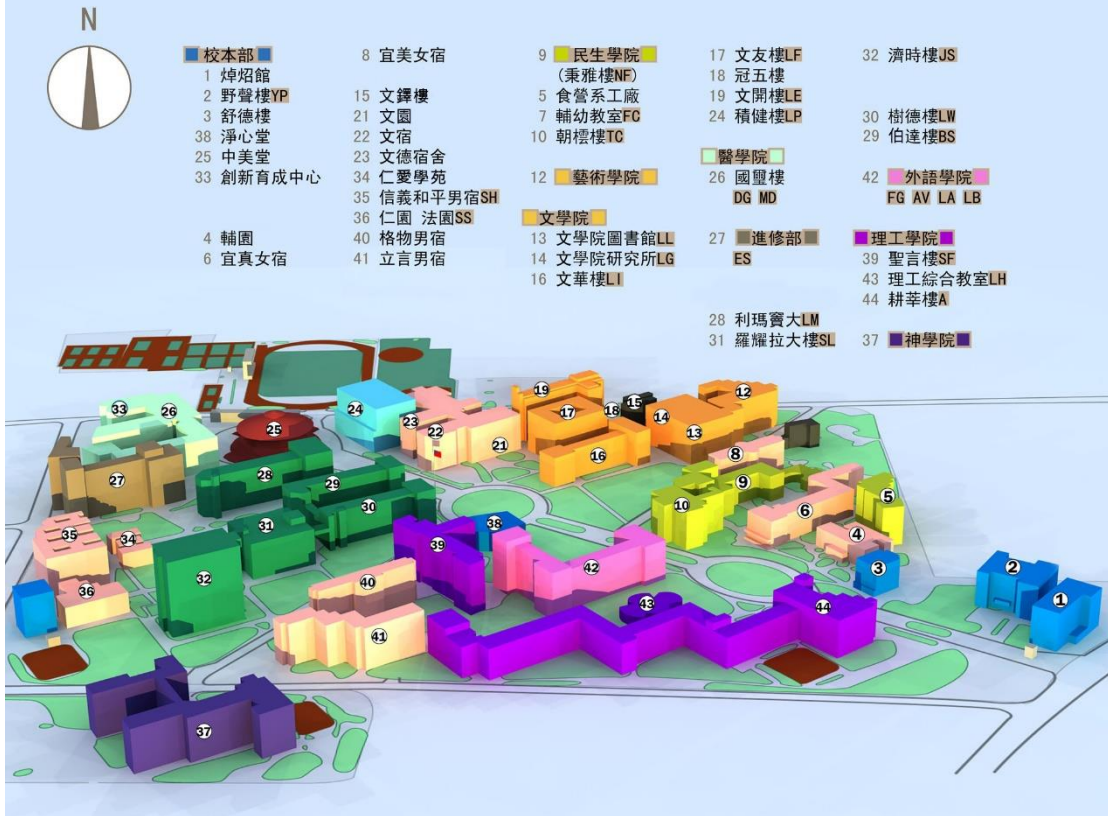 N
校本部
1 焯炤館
2 野聲樓YP
3 舒德樓
38 淨心堂
25 中美堂
33 創新育成中心
4 輔園
6 宜真女宿
8 宜美女宿
15 文鐸樓
21 文園
22 文宿
23 文德宿舍
34 仁愛學苑
35 信義和平男宿SH
36 仁園 法園SS
40 格物男宿
41 立言男宿
9 民生學院
(秉雅樓NF)
5 食營系工廠
7 輔幼教室FC
10 朝橒樓TC
12 藝術學院
文學院
13 文學院圖書館LL
14 文學院研究所LG
16 文華樓LI
17 文友樓LF
18 冠五樓
19 文開樓LE
24 積健樓LP
醫學院
26 國璽樓
DG MD
27 進修部
ES
28 利瑪竇大LM
31 羅耀拉大樓SL
32 濟時樓JS
30 樹德樓LW
29 伯達樓BS
42 外語學院
FG AV LA LB
理工學院
39 聖言樓SF
43 理工綜合教室LH
44 耕莘樓A
37 神學院
33
26
25
24
23
22
21
19
17
18
15
14
13
12
16
8
9
10
6
5
4
3
2
1
27
28
29
30
31
32
34
35
36
38
39
40
41
42
43
44
37